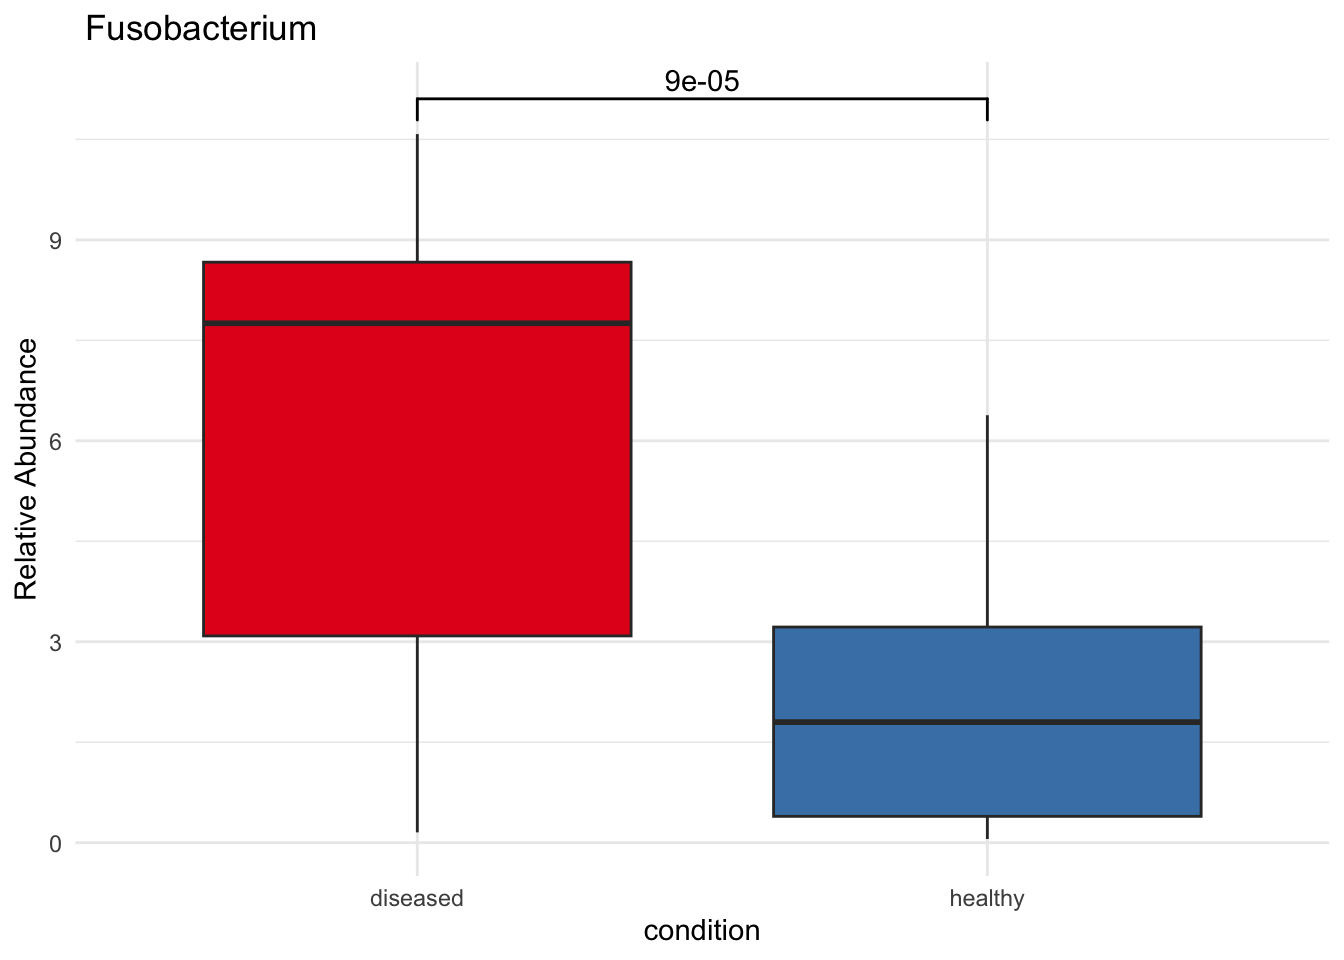 Fusobacterium
9e-05
9
6
3
0
Relative Abundance
diseased
healthy
condition